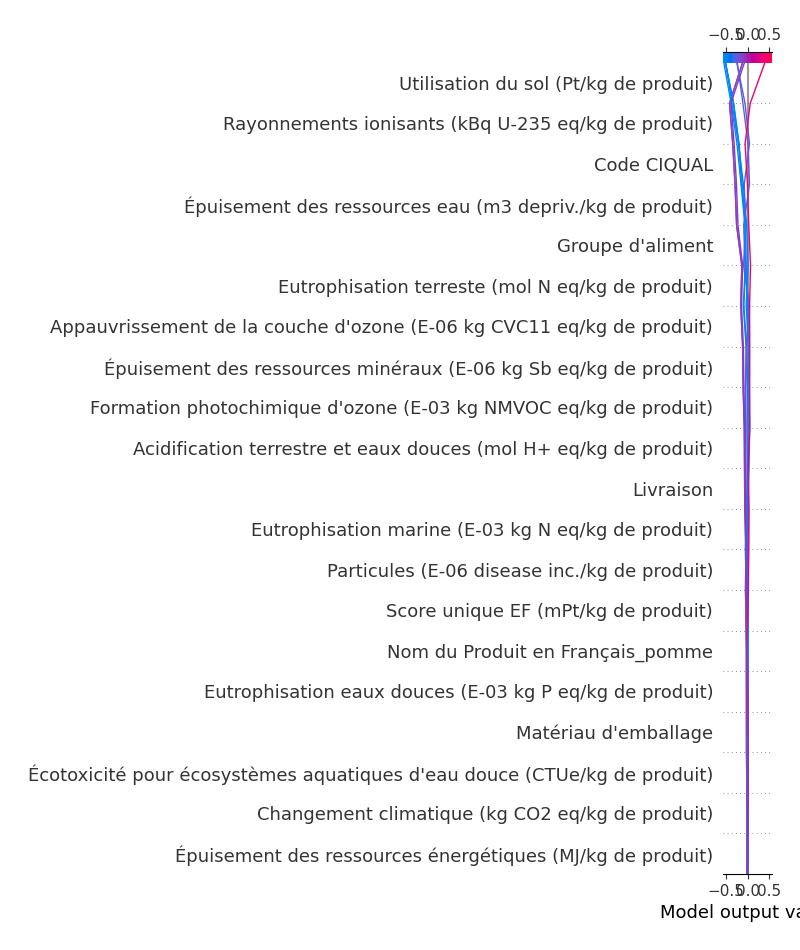 −0.5 0.0 0.5
Utilisation du sol (Pt/kg de produit)
Rayonnements ionisants (kBq U-235 eq/kg de produit)
Code CIQUAL
Épuisement des ressources eau (m3 depriv./kg de produit)
Groupe d'aliment
Eutrophisation terreste (mol N eq/kg de produit)
Appauvrissement de la couche d'ozone (E-06 kg CVC11 eq/kg de produit)
Épuisement des ressources minéraux (E-06 kg Sb eq/kg de produit)
Formation photochimique d'ozone (E-03 kg NMVOC eq/kg de produit)
Acidification terrestre et eaux douces (mol H+ eq/kg de produit)
Livraison
Eutrophisation marine (E-03 kg N eq/kg de produit)
Particules (E-06 disease inc./kg de produit)
Score unique EF (mPt/kg de produit)
Nom du Produit en Français_pomme
Eutrophisation eaux douces (E-03 kg P eq/kg de produit)
Matériau d'emballage
Écotoxicité pour écosystèmes aquatiques d'eau douce (CTUe/kg de produit)
Changement climatique (kg CO2 eq/kg de produit)
Épuisement des ressources énergétiques (MJ/kg de produit)
−0.5 0.0 0.5
Model output va